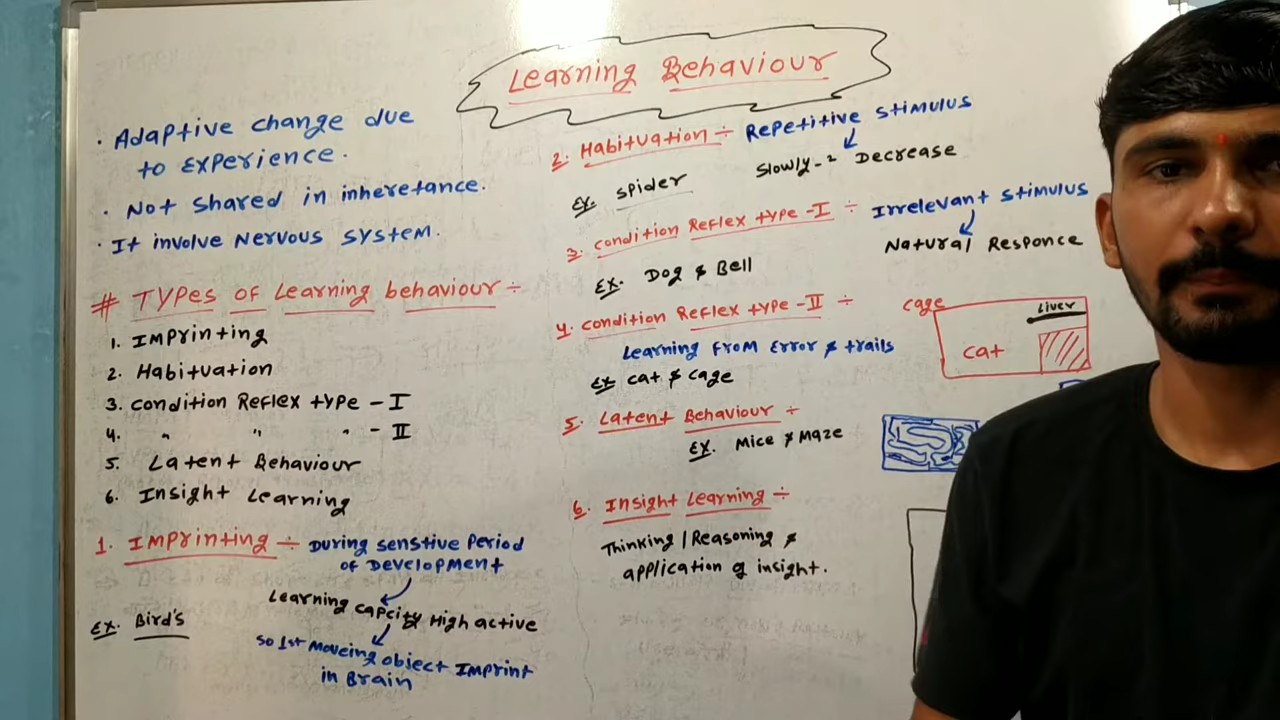 Learning Behaviour
· Adaptive change due
to Experience.
· Not shared in inheretance.
· It involve Nervous system.
# Types of Learning behaviour ÷
1. Imprinting
2. Habituation
3. Condition Reflex type - I
4. " " " - II
5. Latent Behaviour
6. Insight Learning
1. Imprinting ÷ During senstive Period
of Development
Learning capcity High active
so 1st moveing object Imprint
in Brain
Ex. Bird's
2. Habituation ÷ Repetitive stimulus
slowly-2 Decrease
Ex. spider
3. condition Reflex type - I ÷ Irrelevant stimulus
Natural Responce
Ex. Dog & Bell
4. condition Reflex type - II ÷
Learning From Error & trails
Ex cat & cage
cage
Liver
cat
5. Latent Behaviour ÷
Ex. Mice & Maze
6. Insight Learning ÷
Thinking / Reasoning &
application of insight.